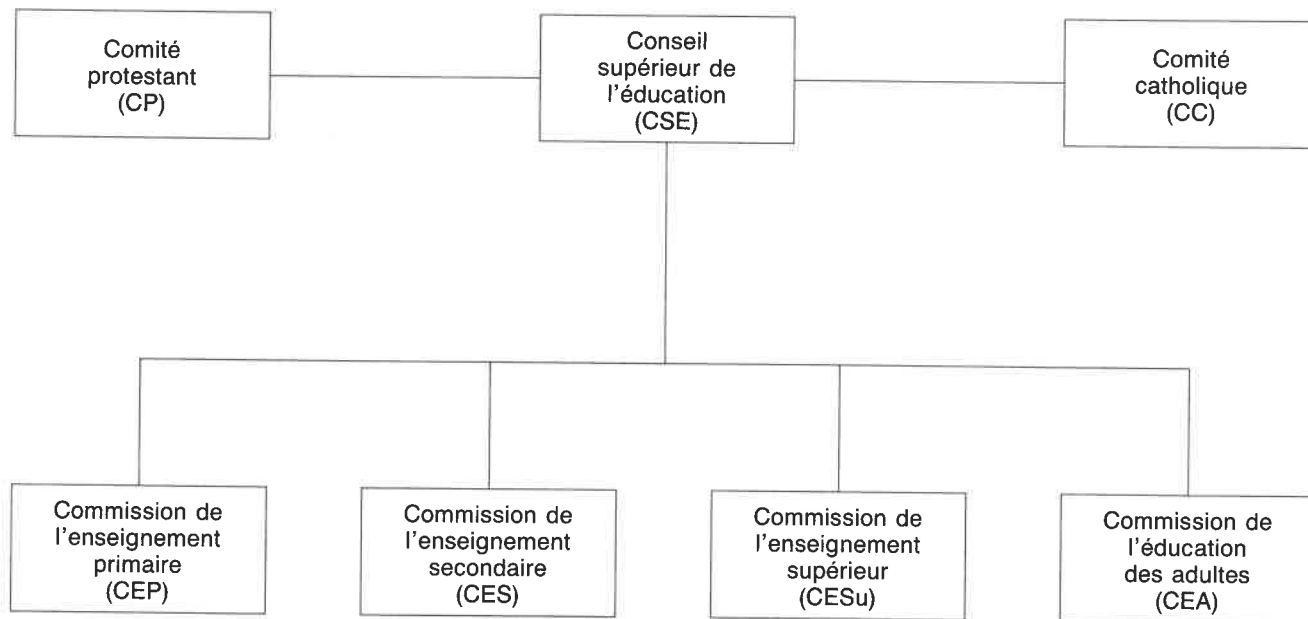 Comité
protestant
(CP)
Conseil
supérieur de
l'éducation
(CSE)
Comité
catholique
(CC)
Commission de
l'enseignement
primaire
(CEP)
Commission de
l'enseignement
secondaire
(CES)
Commission de
l'enseignement
supérieur
(CESu)
Commission de
l'éducation
des adultes
(CEA)